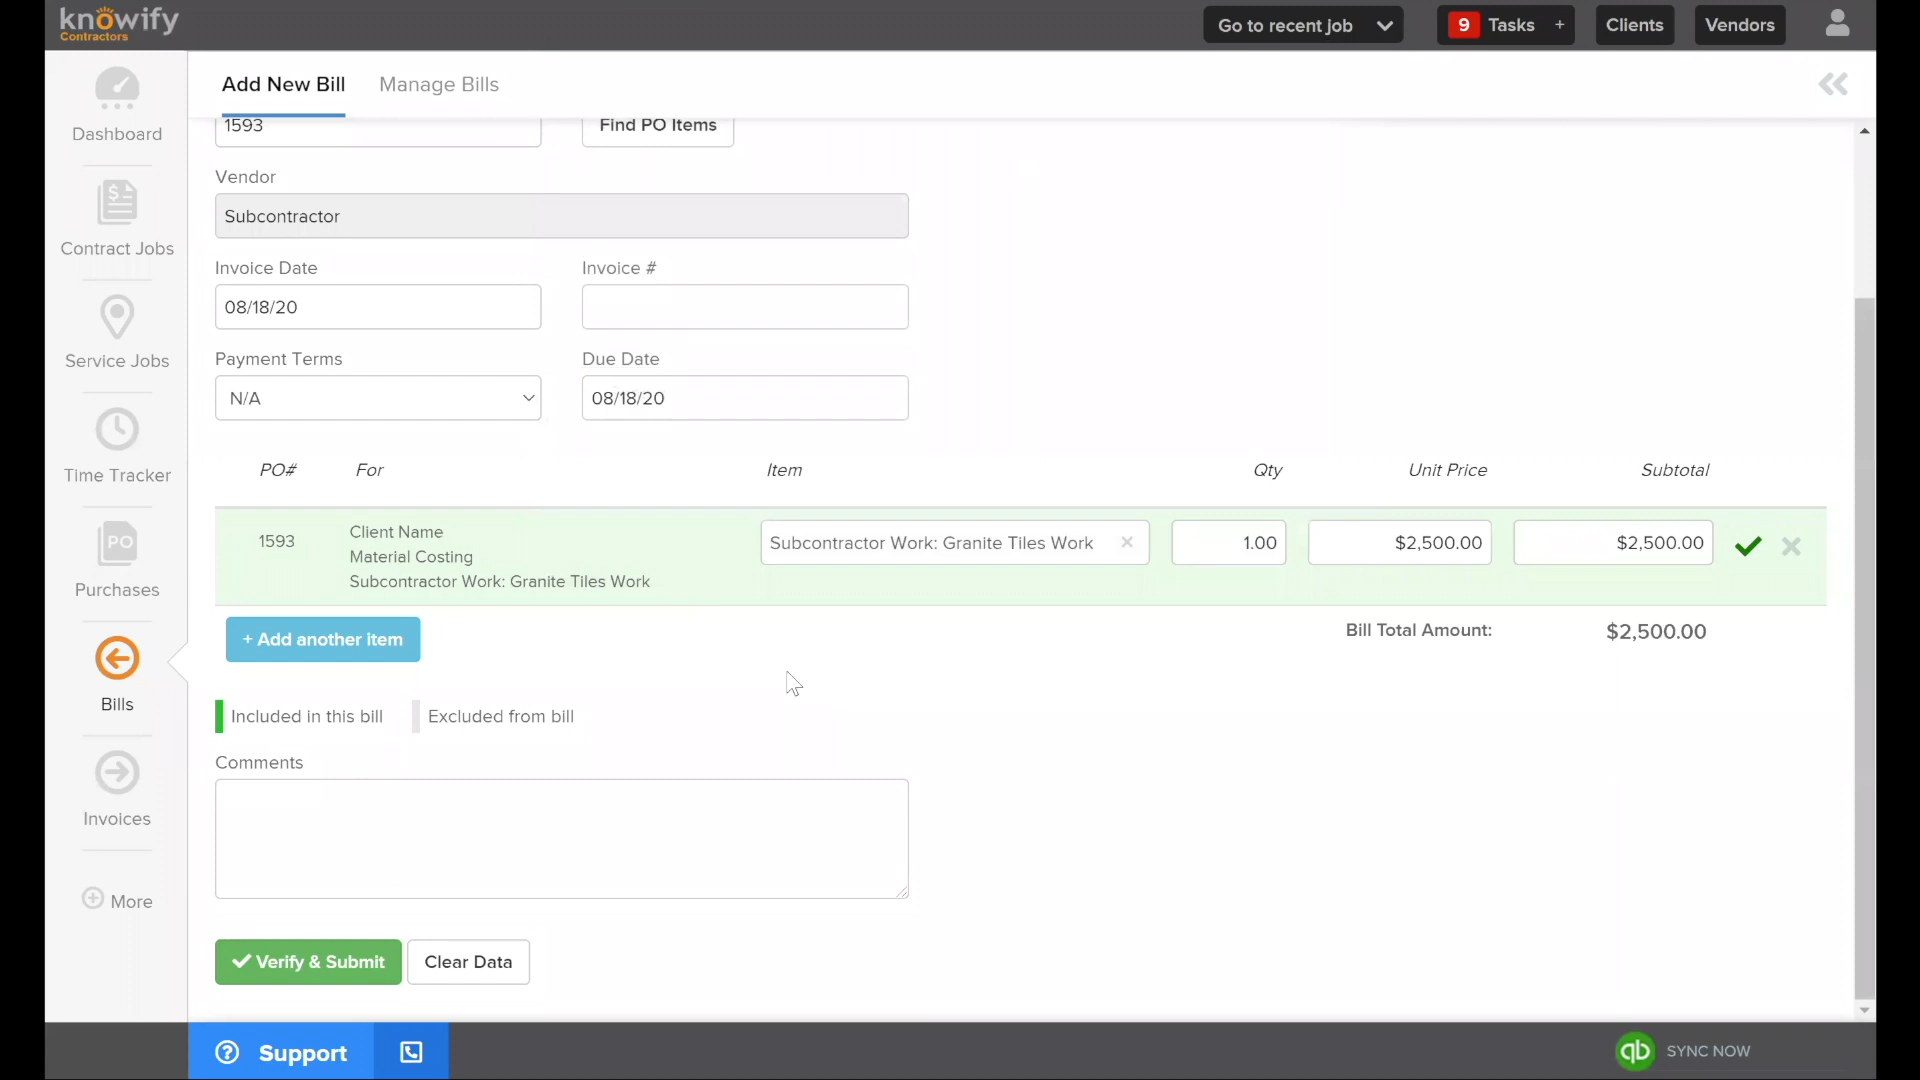 knowify
Contractors
Go to recent job
9 Tasks +
Clients
Vendors
Add New Bill
Manage Bills
Dashboard
Contract Jobs
Service Jobs
Time Tracker
PO
Purchases
Bills
Invoices
More
1593
Find PO Items
Vendor
Subcontractor
Invoice Date
Invoice #
08/18/20
Payment Terms
Due Date
N/A
08/18/20
PO# For Item Qty Unit Price Subtotal
1593
Client Name
Material Costing
Subcontractor Work: Granite Tiles Work
Subcontractor Work: Granite Tiles Work
1.00
$2,500.00
$2,500.00
+ Add another item
Bill Total Amount: $2,500.00
Included in this bill
Excluded from bill
Comments
Verify & Submit
Clear Data
Support
qb SYNC NOW